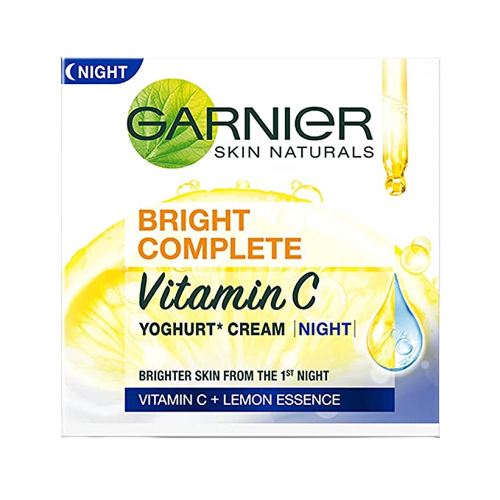 NIGHT
GARNIER
SKIN NATURALS
BRIGHT
COMPLETE
Vitamin C
YOGHURT* CREAM |NIGHT|
BRIGHTER SKIN FROM THE 1ST NIGHT
VITAMIN C + LEMON ESSENCE